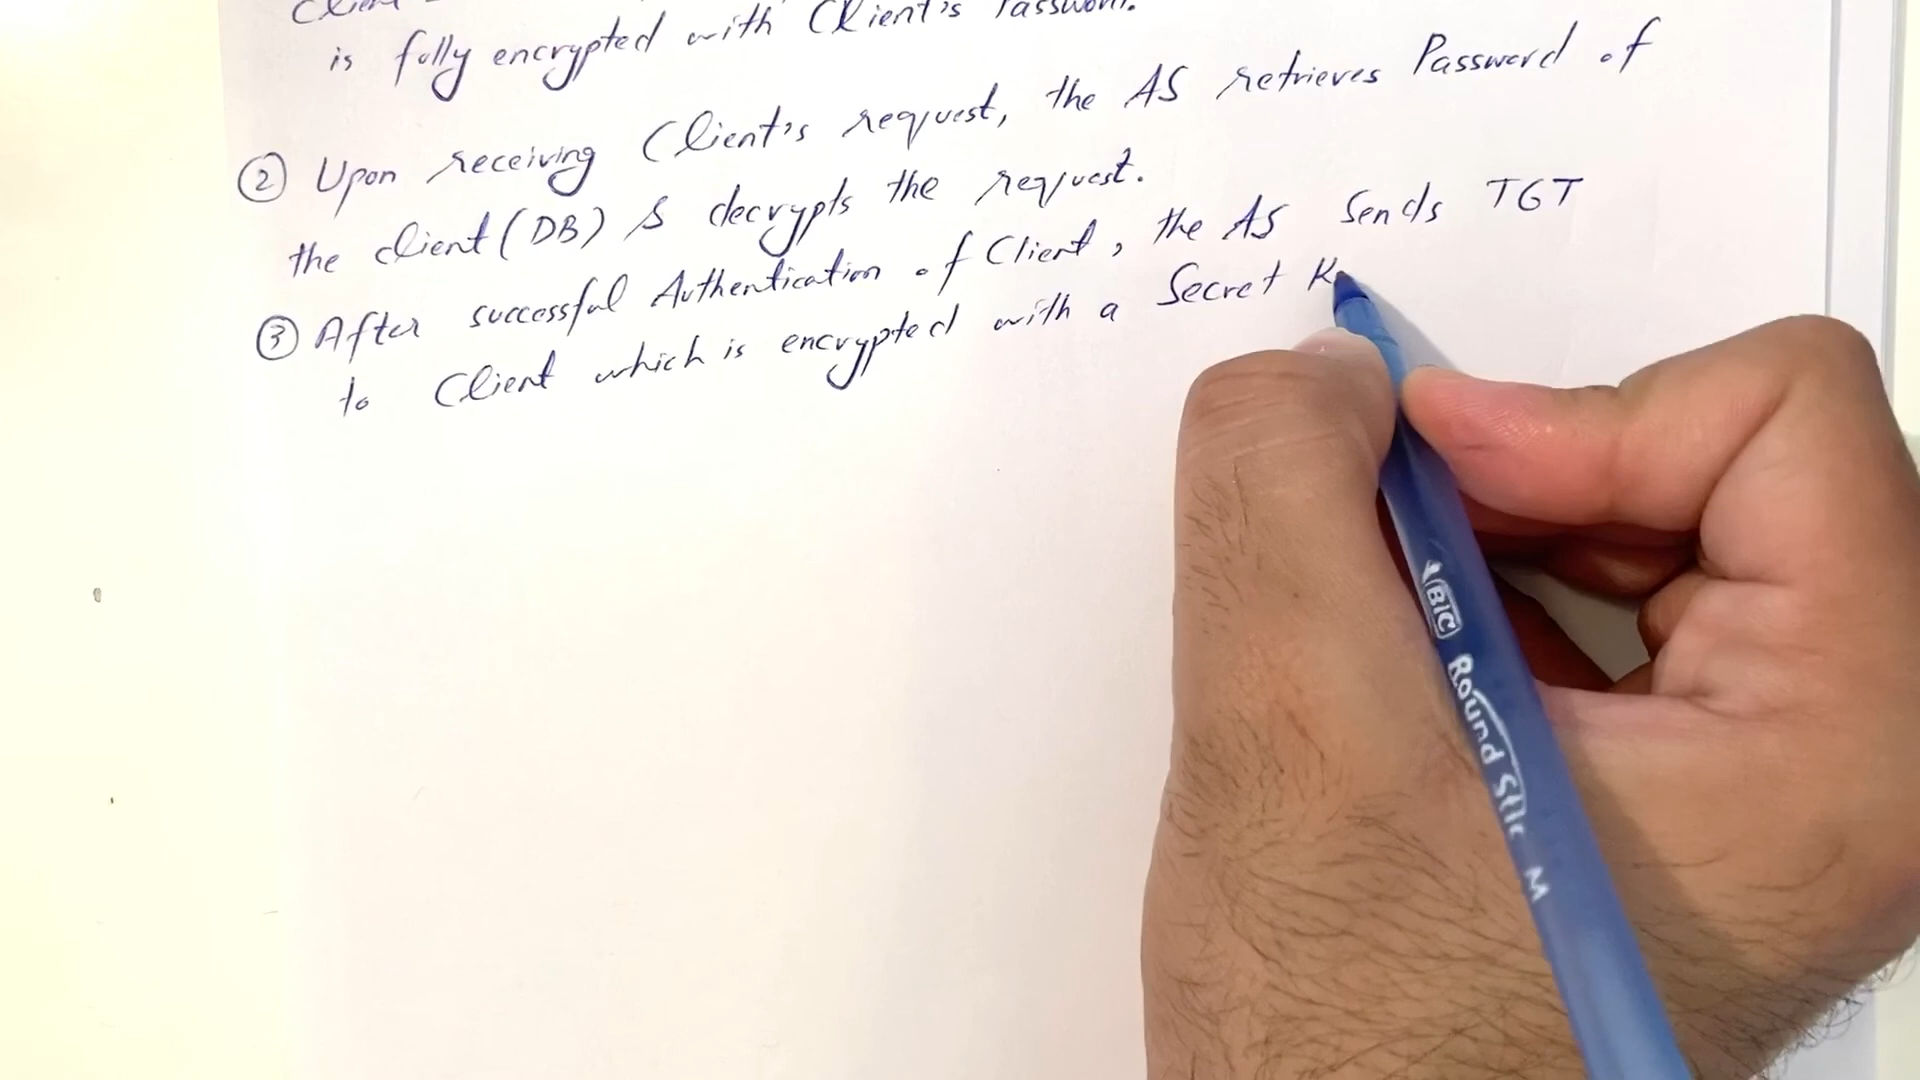 is fully encrypted with Client's Password.
② Upon receiving Client's request, the AS retrieves Password of
the client (DB) & decrypts the request.
③ After successful Authentication of Client, the AS Sends TGT
to Client which is encrypted with a Secret K
BIC Round Stic M